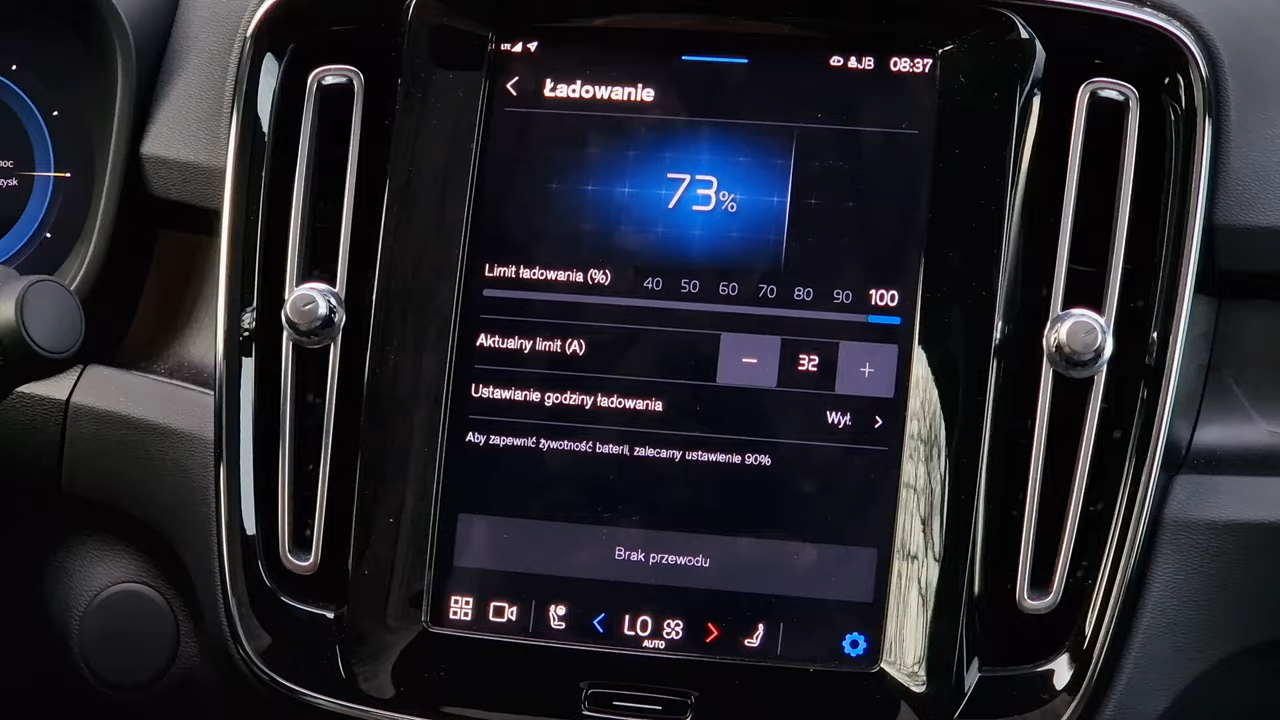 LTE
JB 08:37
Ładowanie
73%
Limit ładowania (%) 40 50 60 70 80 90 100
Aktualny limit (A) − 32 +
Ustawianie godziny ładowania Wył.
Aby zapewnić żywotność baterii, zalecamy ustawienie 90%
Brak przewodu
LO
AUTO